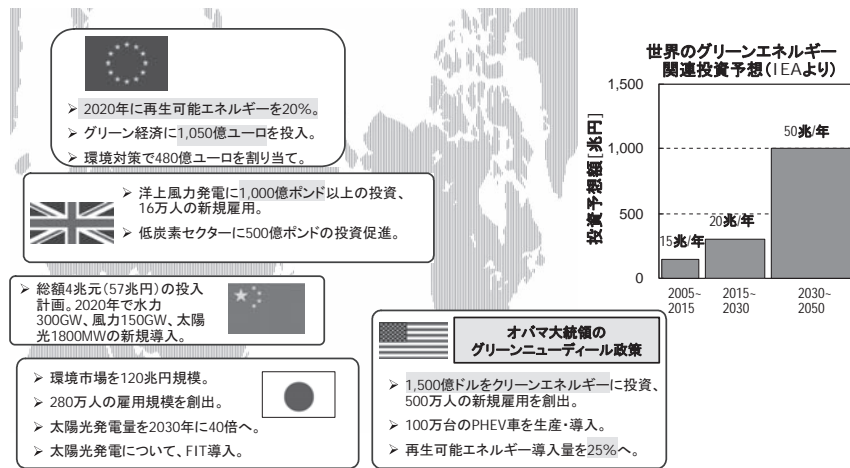 ➢ 2020年に再生可能エネルギーを20%。
➢ グリーン経済に1,050億ユーロを投入。
➢ 環境対策で480億ユーロを割り当て。
➢ 洋上風力発電に1,000億ポンド以上の投資、
16万人の新規雇用。
➢ 低炭素セクターに500億ポンドの投資促進。
➢ 総額4兆元(57兆円)の投入
計画。2020年で水力
300GW、風力150GW、太陽
光1800MWの新規導入。
➢ 環境市場を120兆円規模。
➢ 280万人の雇用規模を創出。
➢ 太陽光発電量を2030年に40倍へ。
➢ 太陽光発電について、FIT導入。
オバマ大統領の
グリーンニューディール政策
➢ 1,500億ドルをクリーンエネルギーに投資、
500万人の新規雇用を創出。
➢ 100万台のPHEV車を生産・導入。
➢ 再生可能エネルギー導入量を25%へ。
世界のグリーンエネルギー
関連投資予想(IEAより)
投資予想額[兆円]
1,500
1,000
500
0
15兆/年
20兆/年
50兆/年
2005~
2015
2015~
2030
2030~
2050